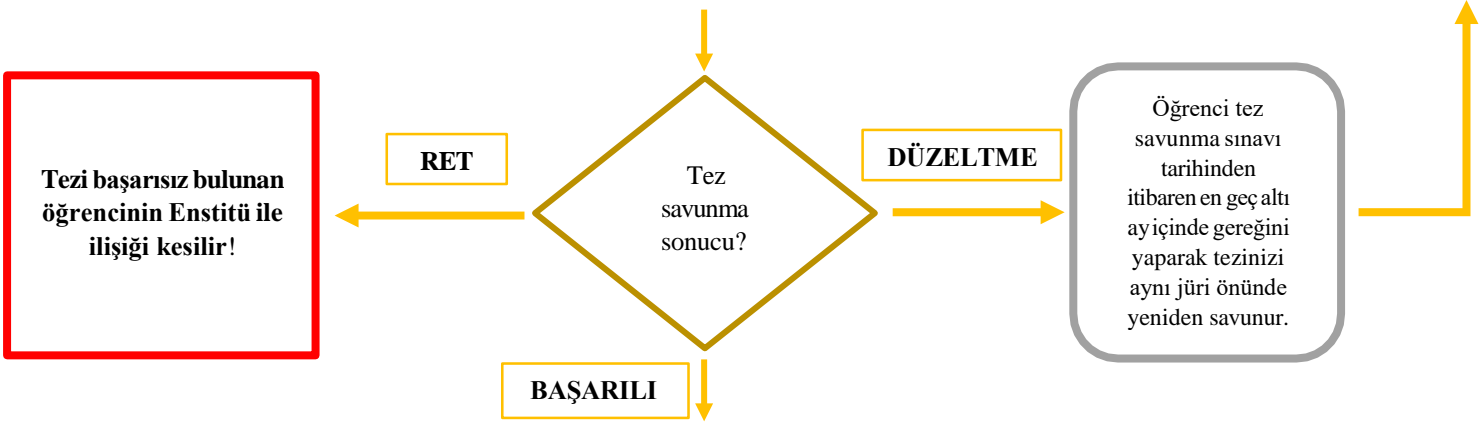 Tezi başarısız bulunan
öğrencinin Enstitü ile
ilişiği kesilir!
RET
Tez
savunma
sonucu?
DÜZELTME
Öğrenci tez
savunma sınavı
tarihinden
itibaren en geç altı
ay içinde gereğini
yaparak tezinizi
aynı jüri önünde
yeniden savunur.
BAŞARILI